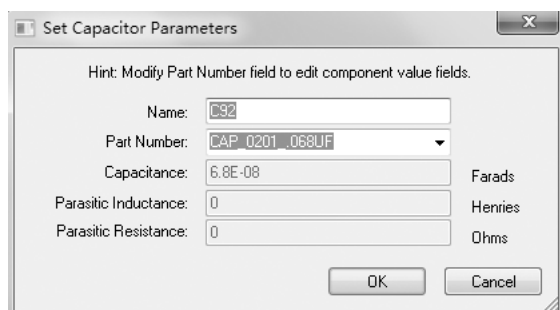 Set Capacitor Parameters
Hint: Modify Part Number field to edit component value fields.
Name: C92
Part Number: CAP_0201_.068UF
Capacitance: 6.8E-08 Farads
Parasitic Inductance: 0 Henries
Parasitic Resistance: 0 Ohms
OK Cancel